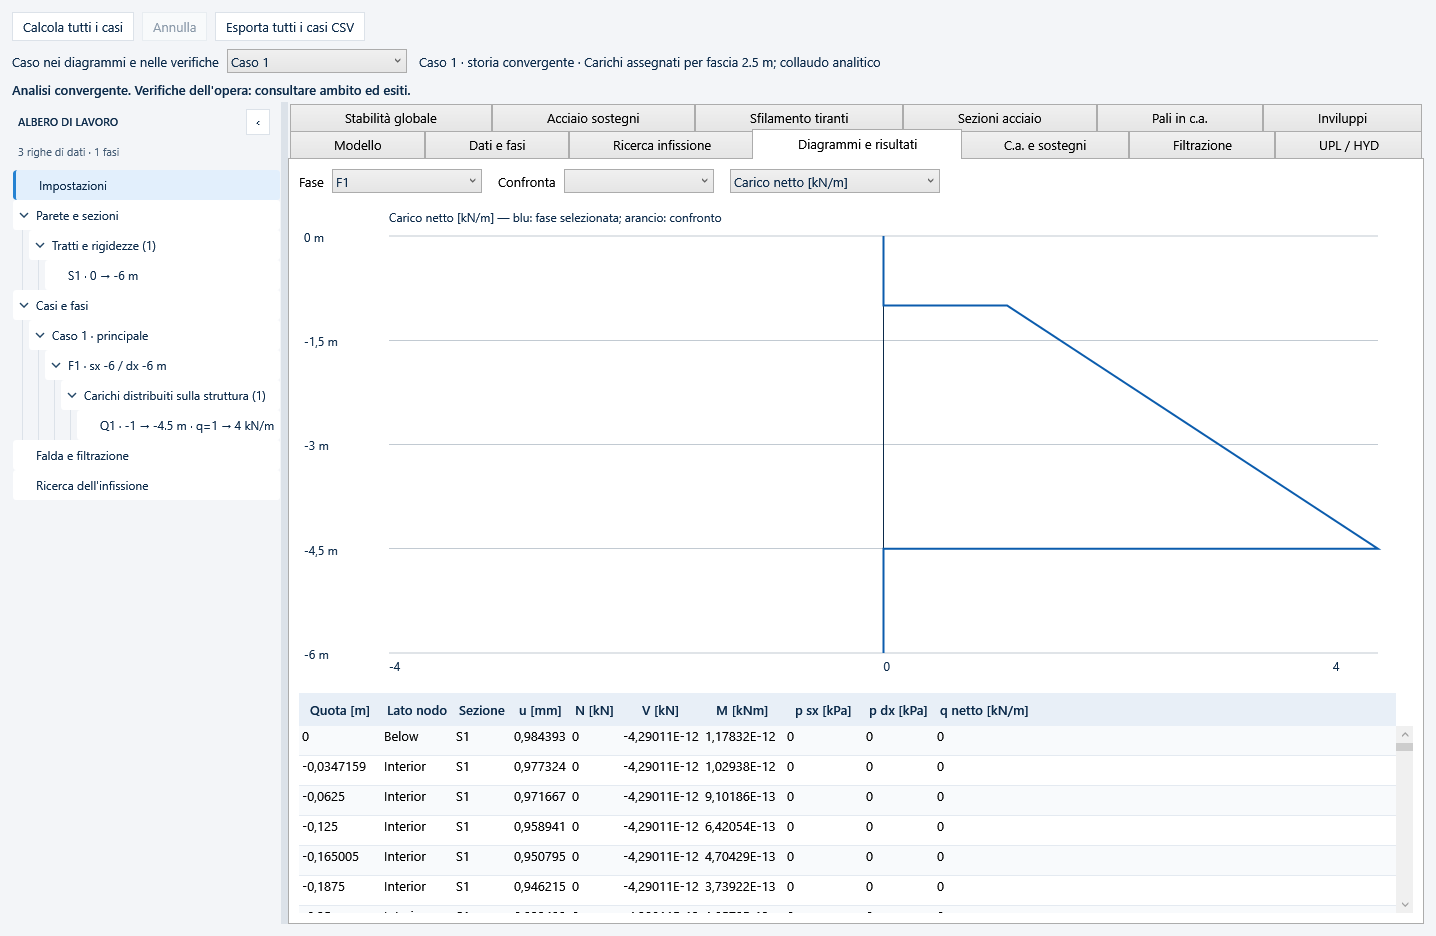 Calcola tutti i casi
Annulla
Esporta tutti i casi CSV
Caso nei diagrammi e nelle verifiche
Caso 1
Caso 1 · storia convergente · Carichi assegnati per fascia 2.5 m; collaudo analitico
Analisi convergente. Verifiche dell'opera: consultare ambito ed esiti.
ALBERO DI LAVORO
3 righe di dati · 1 fasi
Impostazioni
Parete e sezioni
Tratti e rigidezze (1)
S1 · 0 → -6 m
Casi e fasi
Caso 1 · principale
F1 · sx -6 / dx -6 m
Carichi distribuiti sulla struttura (1)
Q1 · -1 → -4.5 m · q=1 → 4 kN/m
Falda e filtrazione
Ricerca dell'infissione
Stabilità globale Acciaio sostegni Sfilamento tiranti Sezioni acciaio Pali in c.a. Inviluppi
Modello Dati e fasi Ricerca infissione Diagrammi e risultati C.a. e sostegni Filtrazione UPL / HYD
Fase F1 Confronta Carico netto [kN/m]
Carico netto [kN/m] — blu: fase selezionata; arancio: confronto
0 m
-1,5 m
-3 m
-4,5 m
-6 m
-4 0 4
Quota [m] Lato nodo Sezione u [mm] N [kN] V [kN] M [kNm] p sx [kPa] p dx [kPa] q netto [kN/m]
0 Below S1 0,984393 0 -4,29011E-12 1,17832E-12 0 0 0
-0,0347159 Interior S1 0,977324 0 -4,29011E-12 1,02938E-12 0 0 0
-0,0625 Interior S1 0,971667 0 -4,29011E-12 9,10186E-13 0 0 0
-0,125 Interior S1 0,958941 0 -4,29011E-12 6,42054E-13 0 0 0
-0,165005 Interior S1 0,950795 0 -4,29011E-12 4,70429E-13 0 0 0
-0,1875 Interior S1 0,946215 0 -4,29011E-12 3,73922E-13 0 0 0